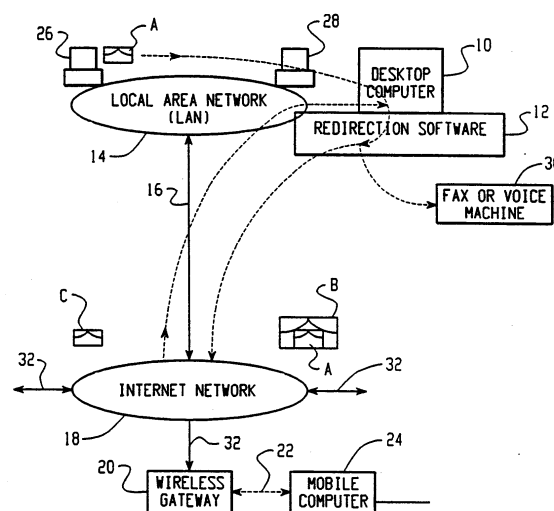 26
A
28
10
DESKTOP
COMPUTER
LOCAL AREA NETWORK
(LAN)
REDIRECTION SOFTWARE
12
14
16
FAX OR VOICE
MACHINE
C
B
A
32
INTERNET NETWORK
32
18
32
20
22
24
WIRELESS
GATEWAY
MOBILE
COMPUTER